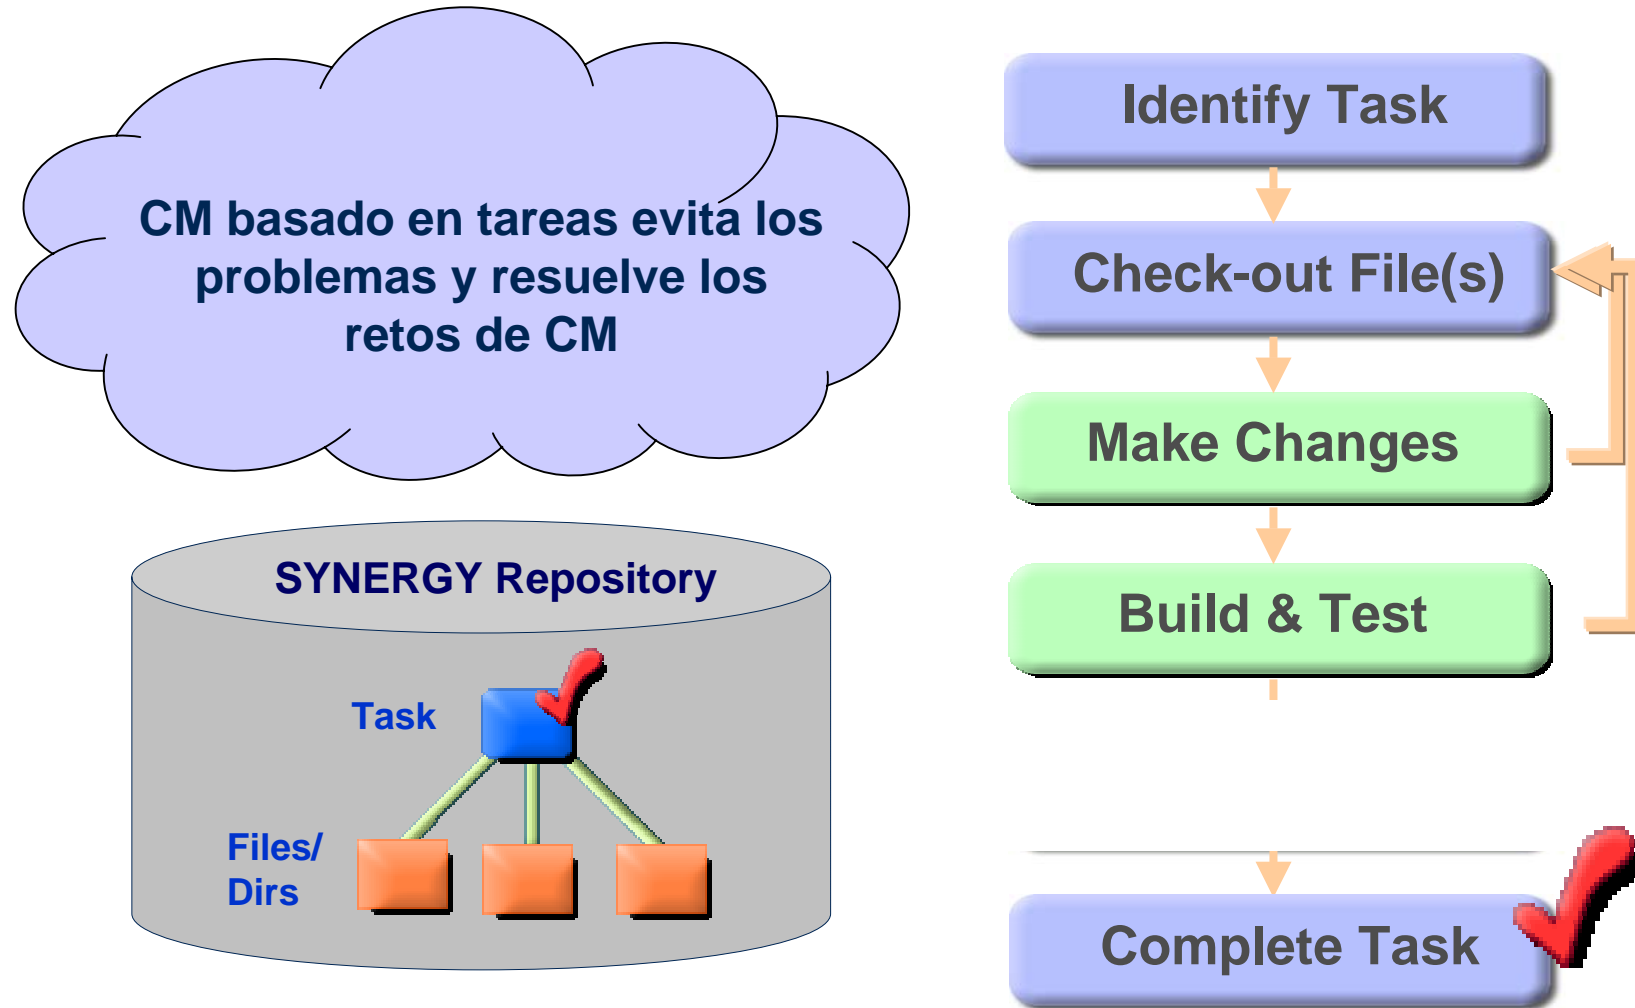 CM basado en tareas evita los
problemas y resuelve los
retos de CM
SYNERGY Repository
Task
Files/
Dirs
Identify Task
Check-out File(s)
Make Changes
Build & Test
Complete Task